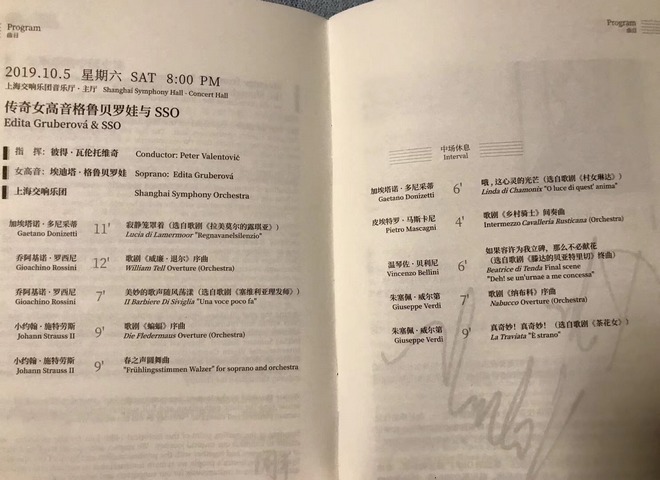 Program
曲目
2019.10.5 星期六 SAT 8:00 PM
上海交响乐团音乐厅·主厅 Shanghai Symphony Hall - Concert Hall
传奇女高音格鲁贝罗娃与 SSO
Edita Gruberová & SSO
指 挥：彼得·瓦伦托维奇 Conductor: Peter Valentovič
女高音：埃迪塔·格鲁贝罗娃 Soprano: Edita Gruberová
上海交响乐团 Shanghai Symphony Orchestra
加埃塔诺·多尼采蒂 11' 寂静笼罩着（选自歌剧《拉美莫尔的露琪亚》）
Gaetano Donizetti Lucia di Lamermoor "Regnavanelsilenzio"
乔阿基诺·罗西尼 12' 歌剧《威廉·退尔》序曲
Gioachino Rossini William Tell Overture (Orchestra)
乔阿基诺·罗西尼 7' 美妙的歌声随风荡漾（选自歌剧《塞维利亚理发师》）
Gioachino Rossini Il Barbiere Di Siviglia "Una voce poco fa"
小约翰·施特劳斯 9' 歌剧《蝙蝠》序曲
Johann Strauss II Die Fledermaus Overture (Orchestra)
小约翰·施特劳斯 9' 春之声圆舞曲
Johann Strauss II "Frühlingsstimmen Walzer" for soprano and orchestra
Program
曲目
中场休息
Interval
加埃塔诺·多尼采蒂 6' 哦，这心灵的光芒（选自歌剧《村女琳达》）
Gaetano Donizetti Linda di Chamonix "O luce di quest' anima"
皮埃特罗·马斯卡尼 4' 歌剧《乡村骑士》间奏曲
Pietro Mascagni Intermezzo Cavalleria Rusticana (Orchestra)
如果容许为我立碑，那么不必献花
温琴佐·贝利尼 6' （选自歌剧《滕达的贝亚特里切》终曲）
Vincenzo Bellini Beatrice di Tenda Final scene
"Deh! se un'urnae a me concessa"
朱塞佩·威尔第 7' 歌剧《纳布科》序曲
Giuseppe Verdi Nabucco Overture (Orchestra)
朱塞佩·威尔第 9' 真奇妙！真奇妙！（选自歌剧《茶花女》）
Giuseppe Verdi La Traviata "È strano"